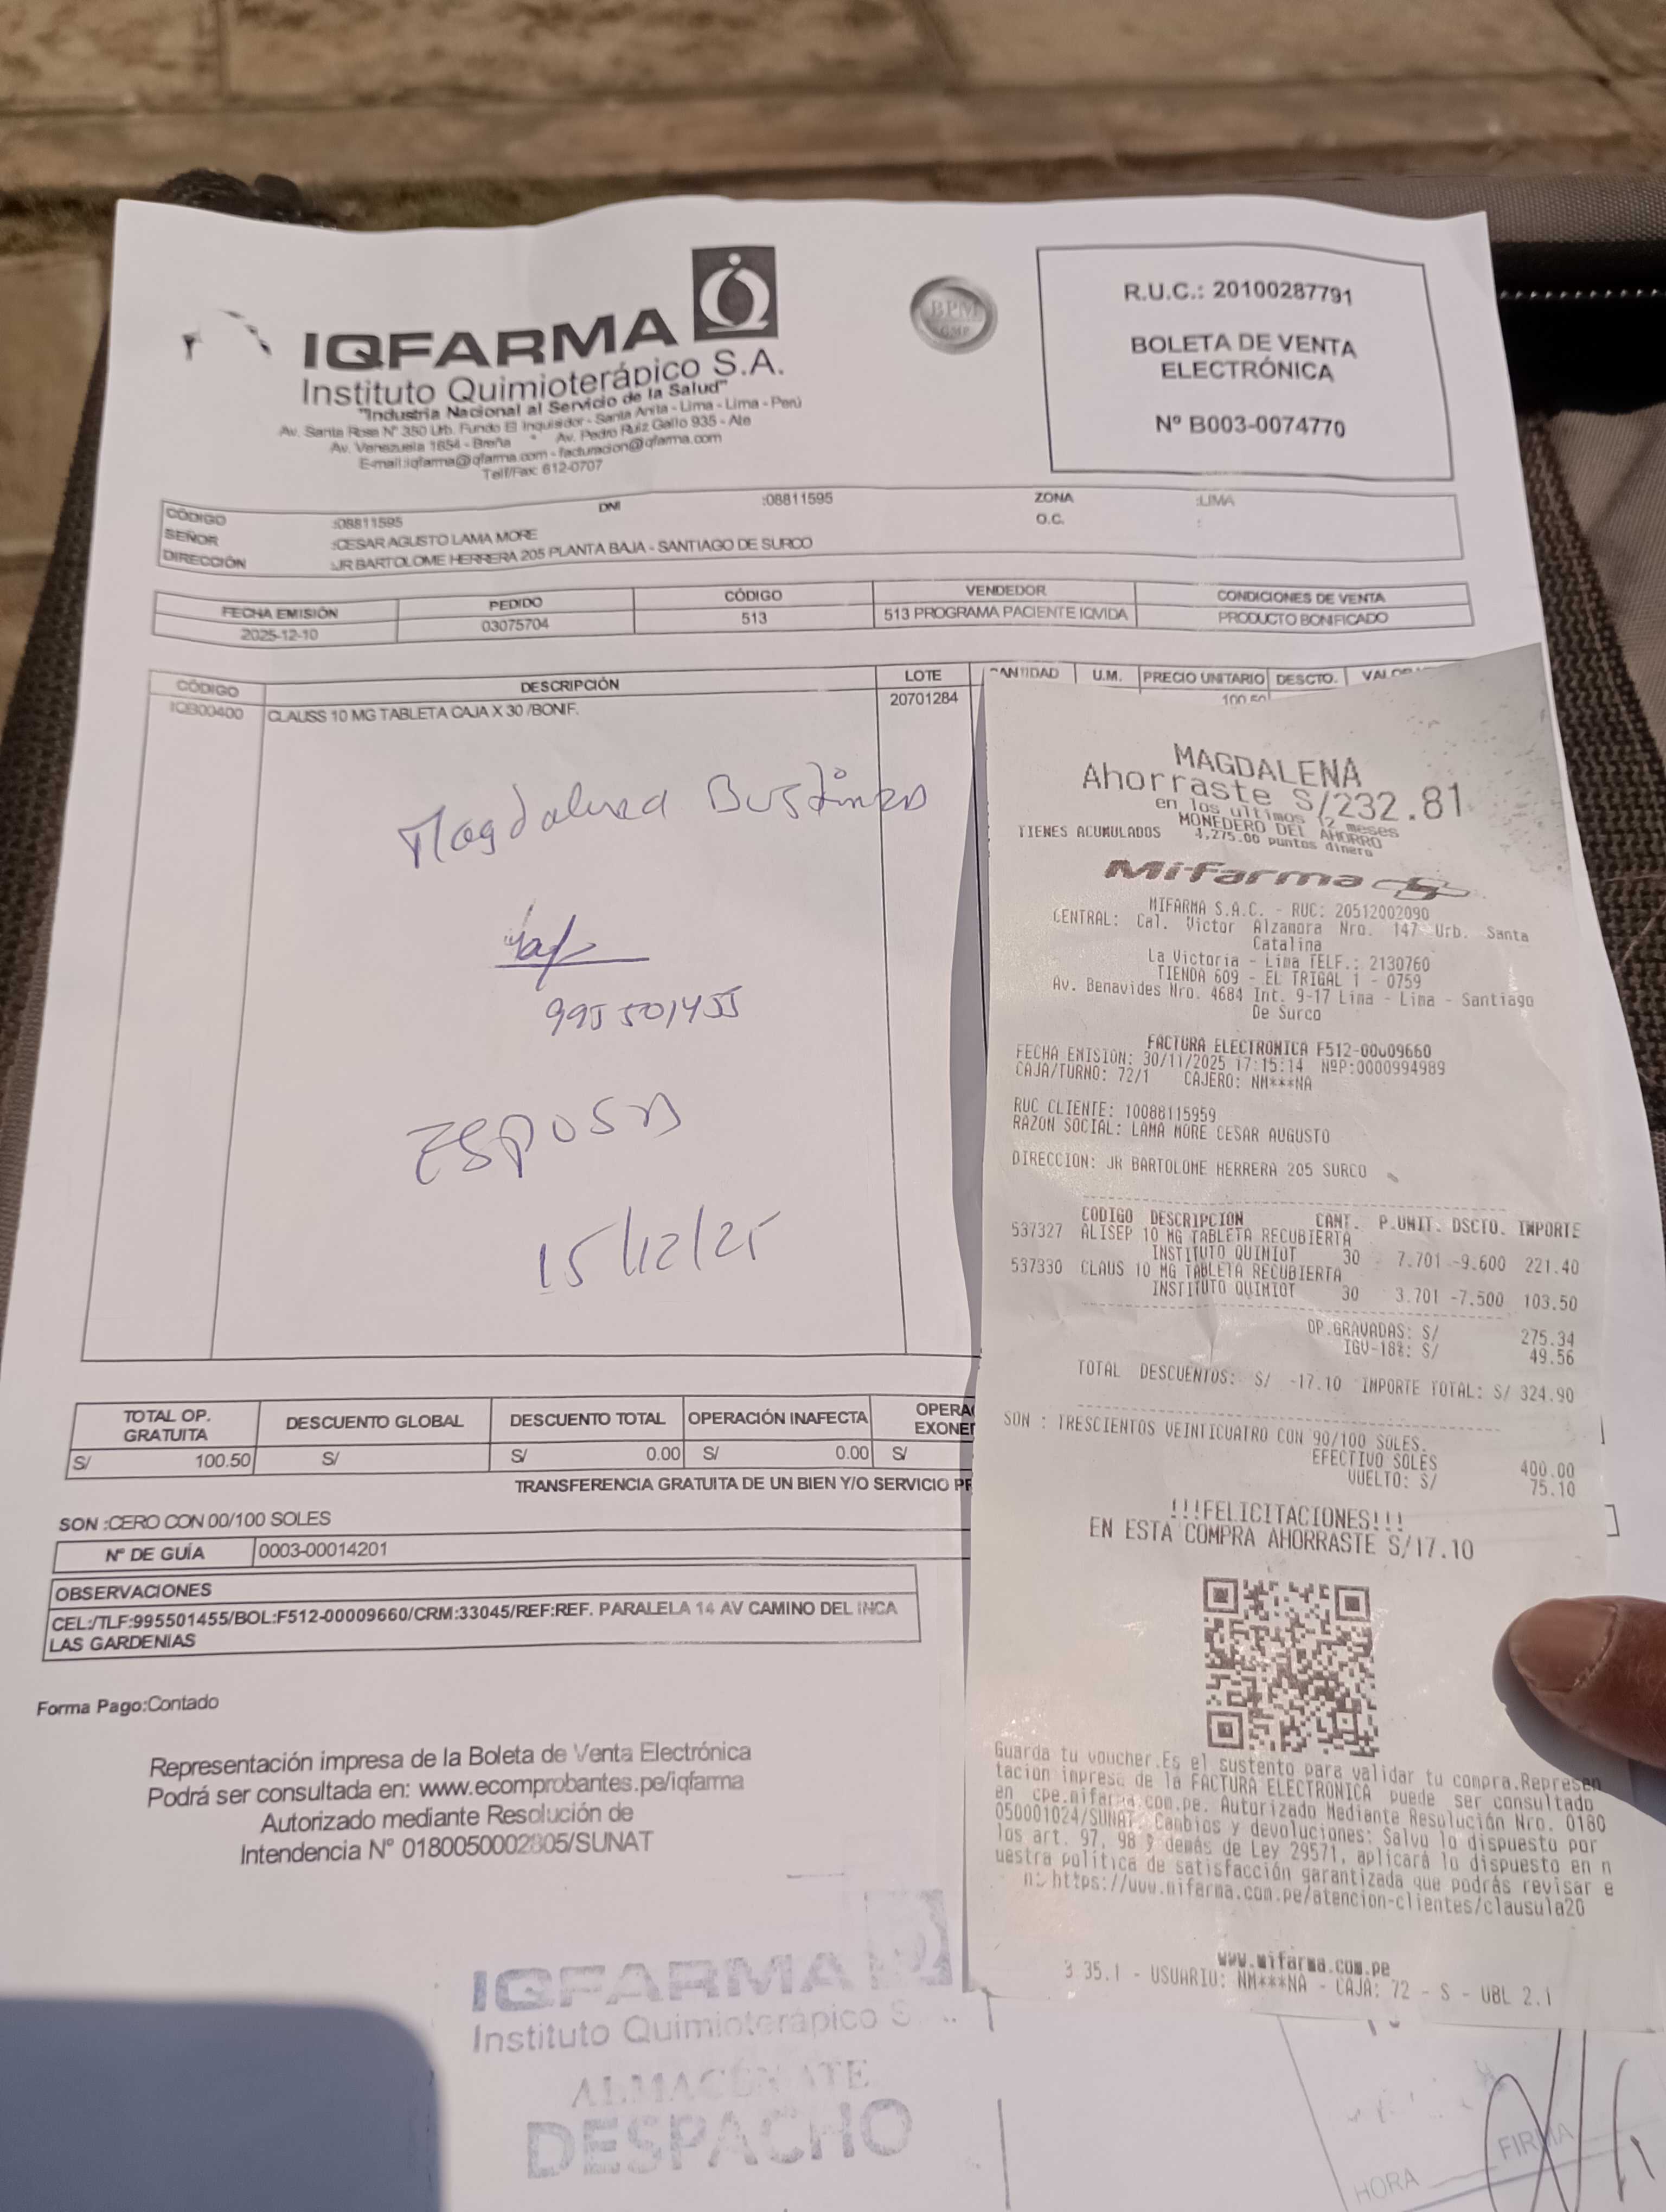 IQFARMA
Instituto Quimioterápico S.A.
"Industria Nacional al Servicio de la Salud"
Av. Santa Rosa N° 350 Urb. Fundo El Inquisidor - Santa Anita - Lima - Lima - Perú
Av. Venezuela 1654 - Breña * Av. Pedro Ruiz Gallo 935 - Ate
E-mail:iqfarma@qfarma.com - facturacion@qfarma.com
Telf/Fax: 612-0707
BPM
GMP
R.U.C.: 20100287791
BOLETA DE VENTA
ELECTRÓNICA
Nº B003-0074770
CÓDIGO :08811595 DNI :08811595 ZONA :LIMA
SEÑOR :CESAR AGUSTO LAMA MORE O.C. :
DIRECCIÓN :JR BARTOLOME HERRERA 205 PLANTA BAJA - SANTIAGO DE SURCO
FECHA EMISIÓN PEDIDO CÓDIGO VENDEDOR CONDICIONES DE VENTA
2025-12-10 03075704 513 513 PROGRAMA PACIENTE IQVIDA PRODUCTO BONIFICADO
CÓDIGO DESCRIPCIÓN LOTE CANTIDAD U.M. PRECIO UNITARIO DESCTO.
IQB00400 CLAUSS 10 MG TABLETA CAJA X 30 /BONIF. 20701284 100.50
Magdalena
995501455
ESPOSA
15/12/25
TOTAL OP. GRATUITA DESCUENTO GLOBAL DESCUENTO TOTAL OPERACIÓN INAFECTA
S/ 100.50 S/ S/ 0.00 S/ 0.00 S/
TRANSFERENCIA GRATUITA DE UN BIEN Y/O SERVICIO
SON :CERO CON 00/100 SOLES
N° DE GUÍA 0003-00014201
OBSERVACIONES
CEL:/TLF:995501455/BOL:F512-00009660/CRM:33045/REF:REF. PARALELA 14 AV CAMINO DEL INCA
LAS GARDENIAS
Forma Pago:Contado
Representación impresa de la Boleta de Venta Electrónica
Podrá ser consultada en: www.ecomprobantes.pe/iqfarma
Autorizado mediante Resolución de
Intendencia N° 0180050002805/SUNAT
IQFARMA
Instituto Quimioterápico S
DESPACHO
HORA FIRMA
MAGDALENA
Ahorraste S/232.81
en los ultimos 12 meses
MONEDERO DEL AHORRO
TIENES ACUMULADOS 4,275.00 puntos dinero
Mifarma
MIFARMA S.A.C. - RUC: 20512002090
CENTRAL: Cal. Victor Alzamora Nro. 147 Urb. Santa
Catalina
La Victoria - Lima TELF.: 2130760
TIENDA 609 - EL TRIGAL 1 - 0759
Av. Benavides Nro. 4684 Int. 9-17 Lima - Lima - Santiago
De Surco
FACTURA ELECTRONICA F512-00009660
FECHA EMISION: 30/11/2025 17:15:14 NºP:0000994989
CAJA/TURNO: 72/1 CAJERO: NM***NA
RUC CLIENTE: 10088115959
RAZON SOCIAL: LAMA MORE CESAR AUGUSTO
DIRECCION: JR BARTOLOME HERRERA 205 SURCO
CODIGO DESCRIPCION CANT. P.UNIT. DSCTO. IMPORTE
537327 ALISEP 10 MG TABLETA RECUBIERTA
INSTITUTO QUIMIOT 30 7.701 -9.600 221.40
537330 CLAUS 10 MG TABLETA RECUBIERTA
INSTITUTO QUIMIOT 30 3.701 -7.500 103.50
OP.GRAVADAS: S/ 275.34
IGV-18%: S/ 49.56
TOTAL DESCUENTOS: S/ -17.10 IMPORTE TOTAL: S/ 324.90
SON : TRESCIENTOS VEINTICUATRO CON 90/100 SOLES.
EFECTIVO SOLES 400.00
VUELTO: S/ 75.10
!!!FELICITACIONES!!!
EN ESTA COMPRA AHORRASTE S/17.10
Guarda tu voucher.Es el sustento para validar tu compra.Represen
tacion impresa de la FACTURA ELECTRONICA puede ser consultado
en cpe.mifarma.com.pe. Autorizado Mediante Resolución Nro. 0180
050001024/SUNAT. Cambios y devoluciones: Salvo lo dispuesto por
los art. 97, 98 y demás de Ley 29571, aplicará lo dispuesto en n
uestra política de satisfacción garantizada que podrás revisar e
n: https://www.mifarma.com.pe/atencion-clientes/clausula20
www.mifarma.com.pe
3.35.1 - USUARIO: NM***NA - CAJA: 72 - S - UBL 2.1